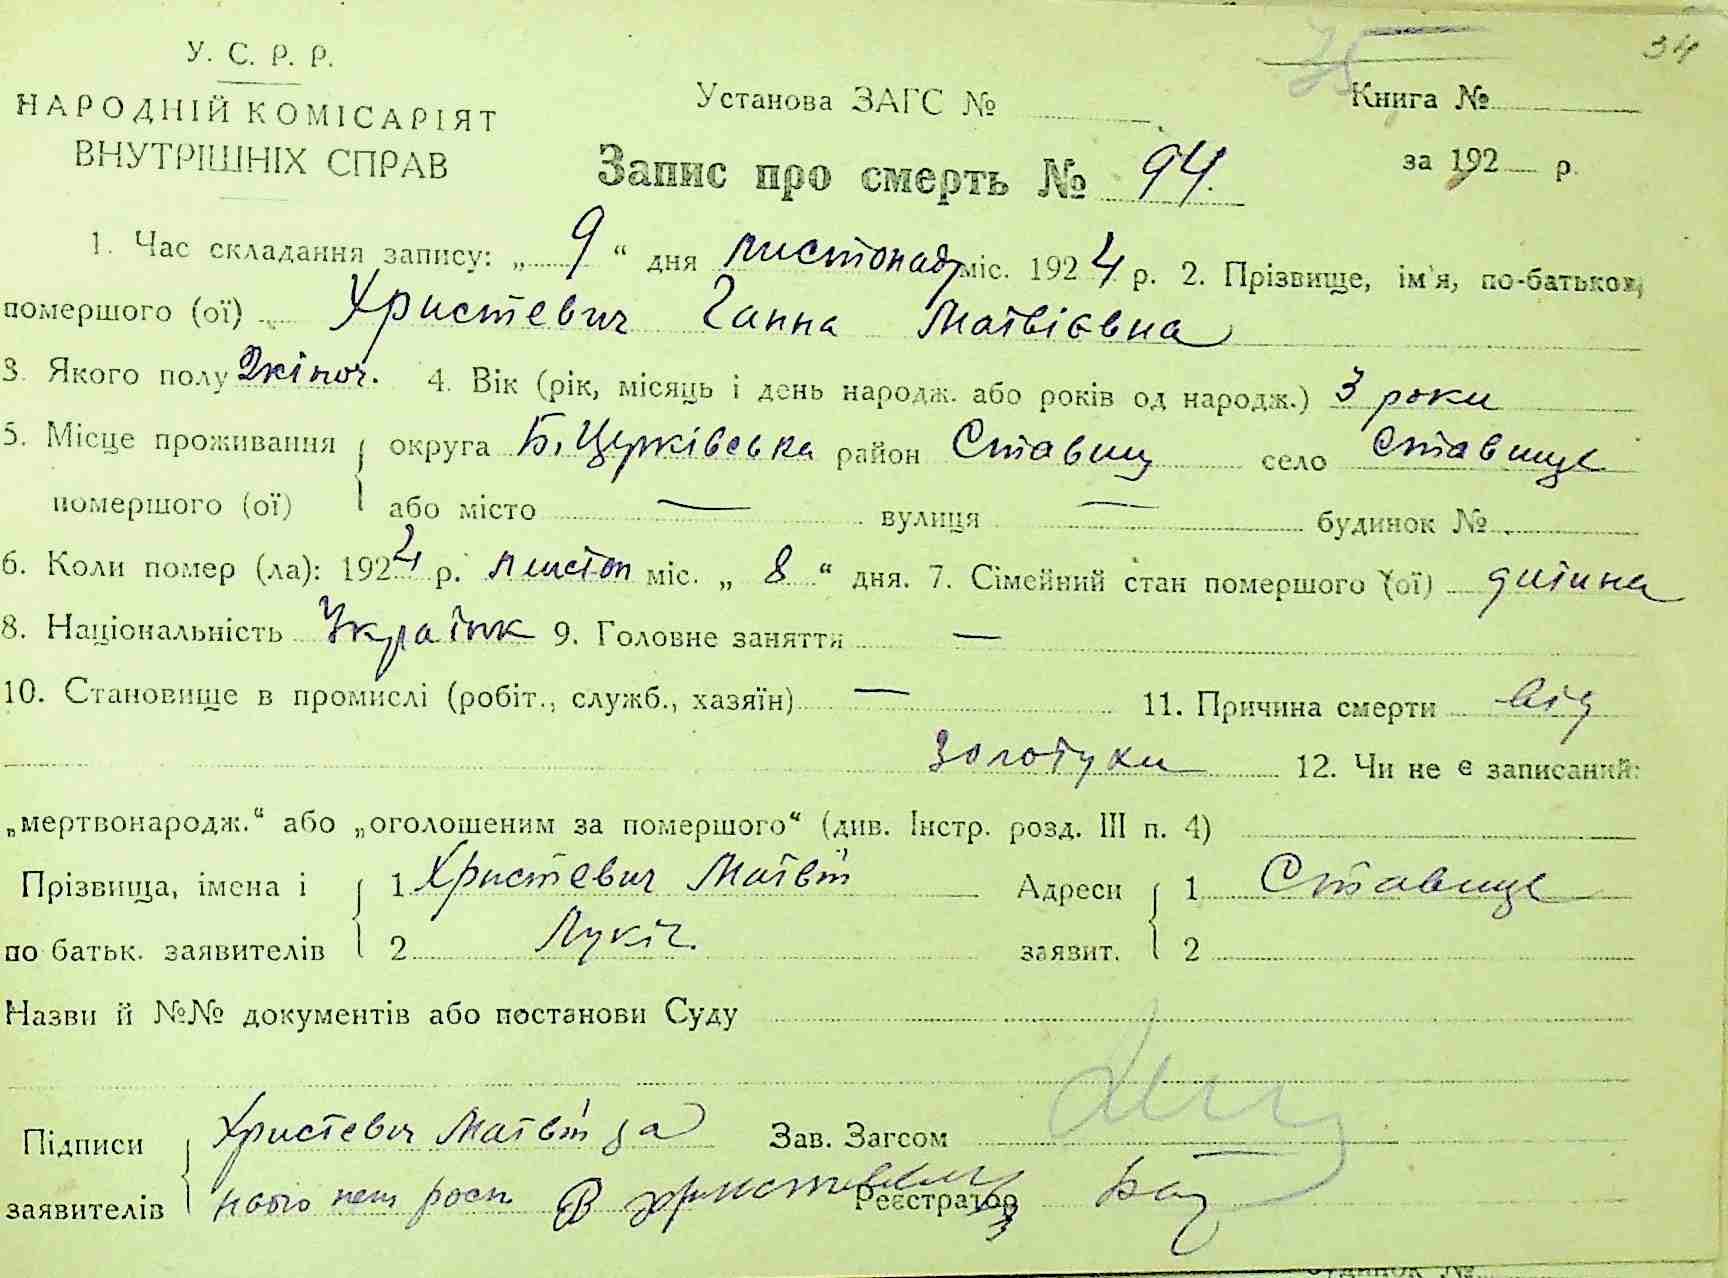 34
У. С. Р. Р.
НАРОДНІЙ КОМІСАРІЯТ
ВНУТРІШНІХ СПРАВ
Установа ЗАГС №
Книга №
за 192 р.
Запис про смерть № 94.
1. Час складання запису: „ 9 “ дня листопад міс. 1924 р. 2. Прізвище, ім'я, по-батькові
помершого (ої) Христевич Ганна Матвієвна
3. Якого полу жіноч. 4. Вік (рік, місяць і день народж. або років од народж.) 3 роки
5. Місце проживання округа Б. Церківська район Ставищ село Ставище
помершого (ої) або місто — вулиця — будинок №
6. Коли помер (ла): 1924 р. листоп міс. „ 8 “ дня. 7. Сімейний стан помершого (ої) дитина
8. Національність Українк 9. Головне заняття —
10. Становище в промислі (робіт., служб., хазяїн) — 11. Причина смерти від
золотухи 12. Чи не є записаний:
„мертвонародж.“ або „оголошеним за помершого“ (див. Інстр. розд. III п. 4)
Прізвища, імена і 1 Христевич Матвій Адреси 1 Ставище
по батьк. заявителів 2 Лукіч. заявит. 2
Назви й №№ документів або постанови Суду
Підписи Христевич Матвій за Зав. Загсом
заявителів нього Христевич Реєстратор